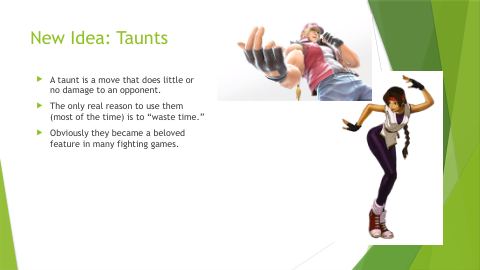 New Idea: Taunts
A taunt is a move that does little or
no damage to an opponent.
The only real reason to use them
(most of the time) is to “waste time.”
Obviously they became a beloved
feature in many fighting games.